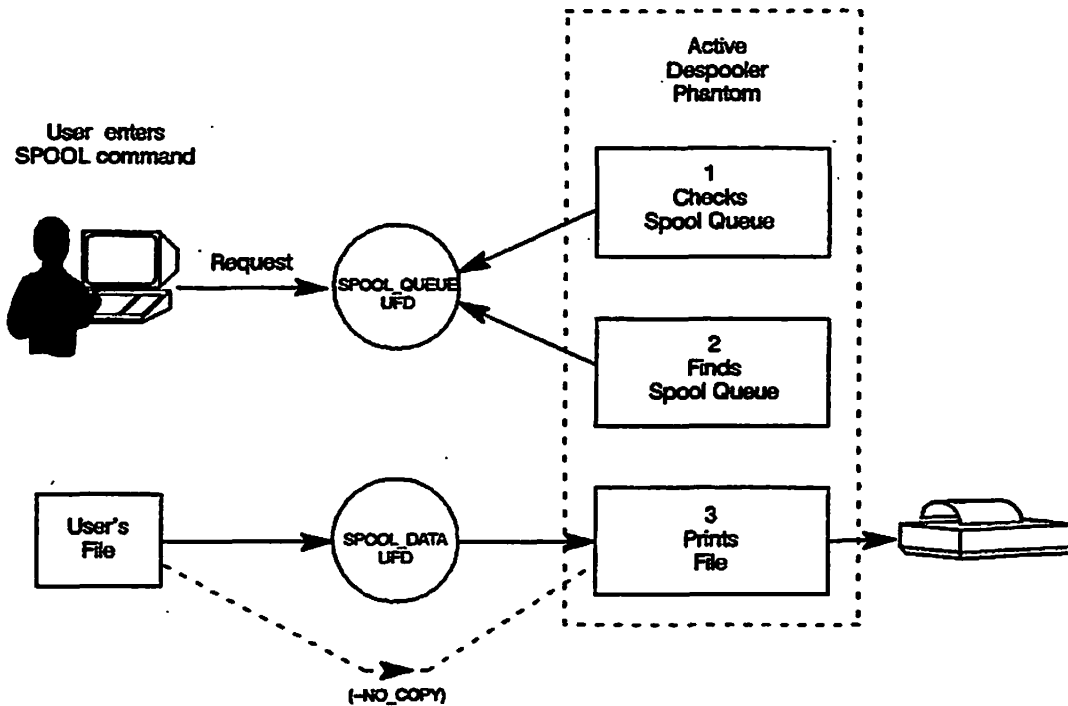 Active
Despooler
Phantom
User enters
SPOOL command
1
Checks
Spool Queue
Request
SPOOL_QUEUE
UFD
2
Finds
Spool Queue
User's
File
SPOOL_DATA
UFD
3
Prints
File
(-NO_COPY)